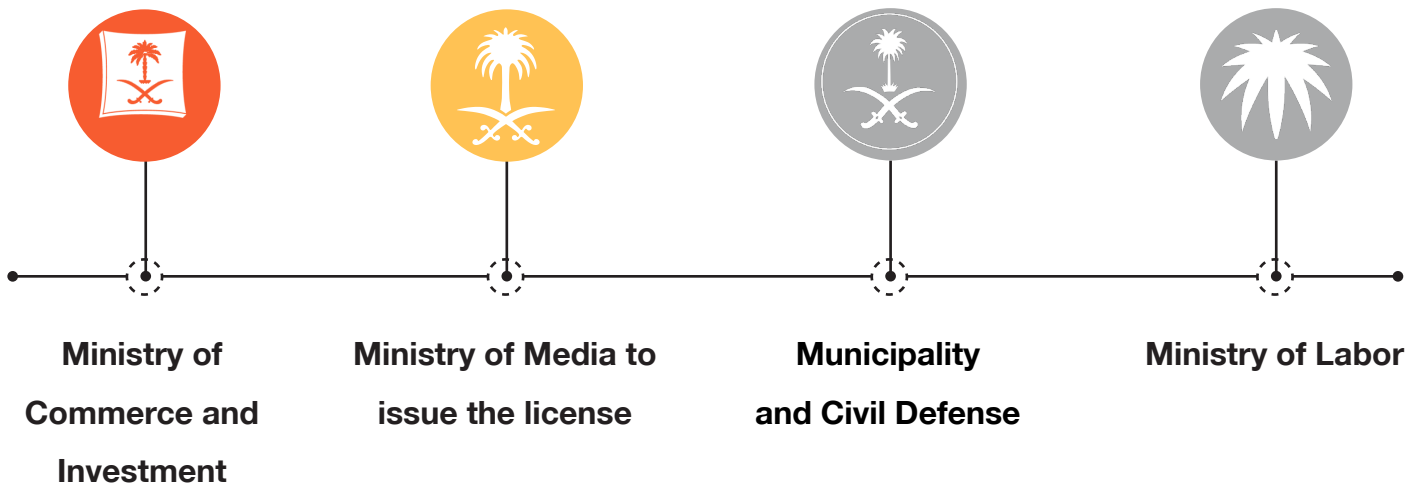 Ministry of
Commerce and
Investment
Ministry of Media to
issue the license
Municipality
and Civil Defense
Ministry of Labor